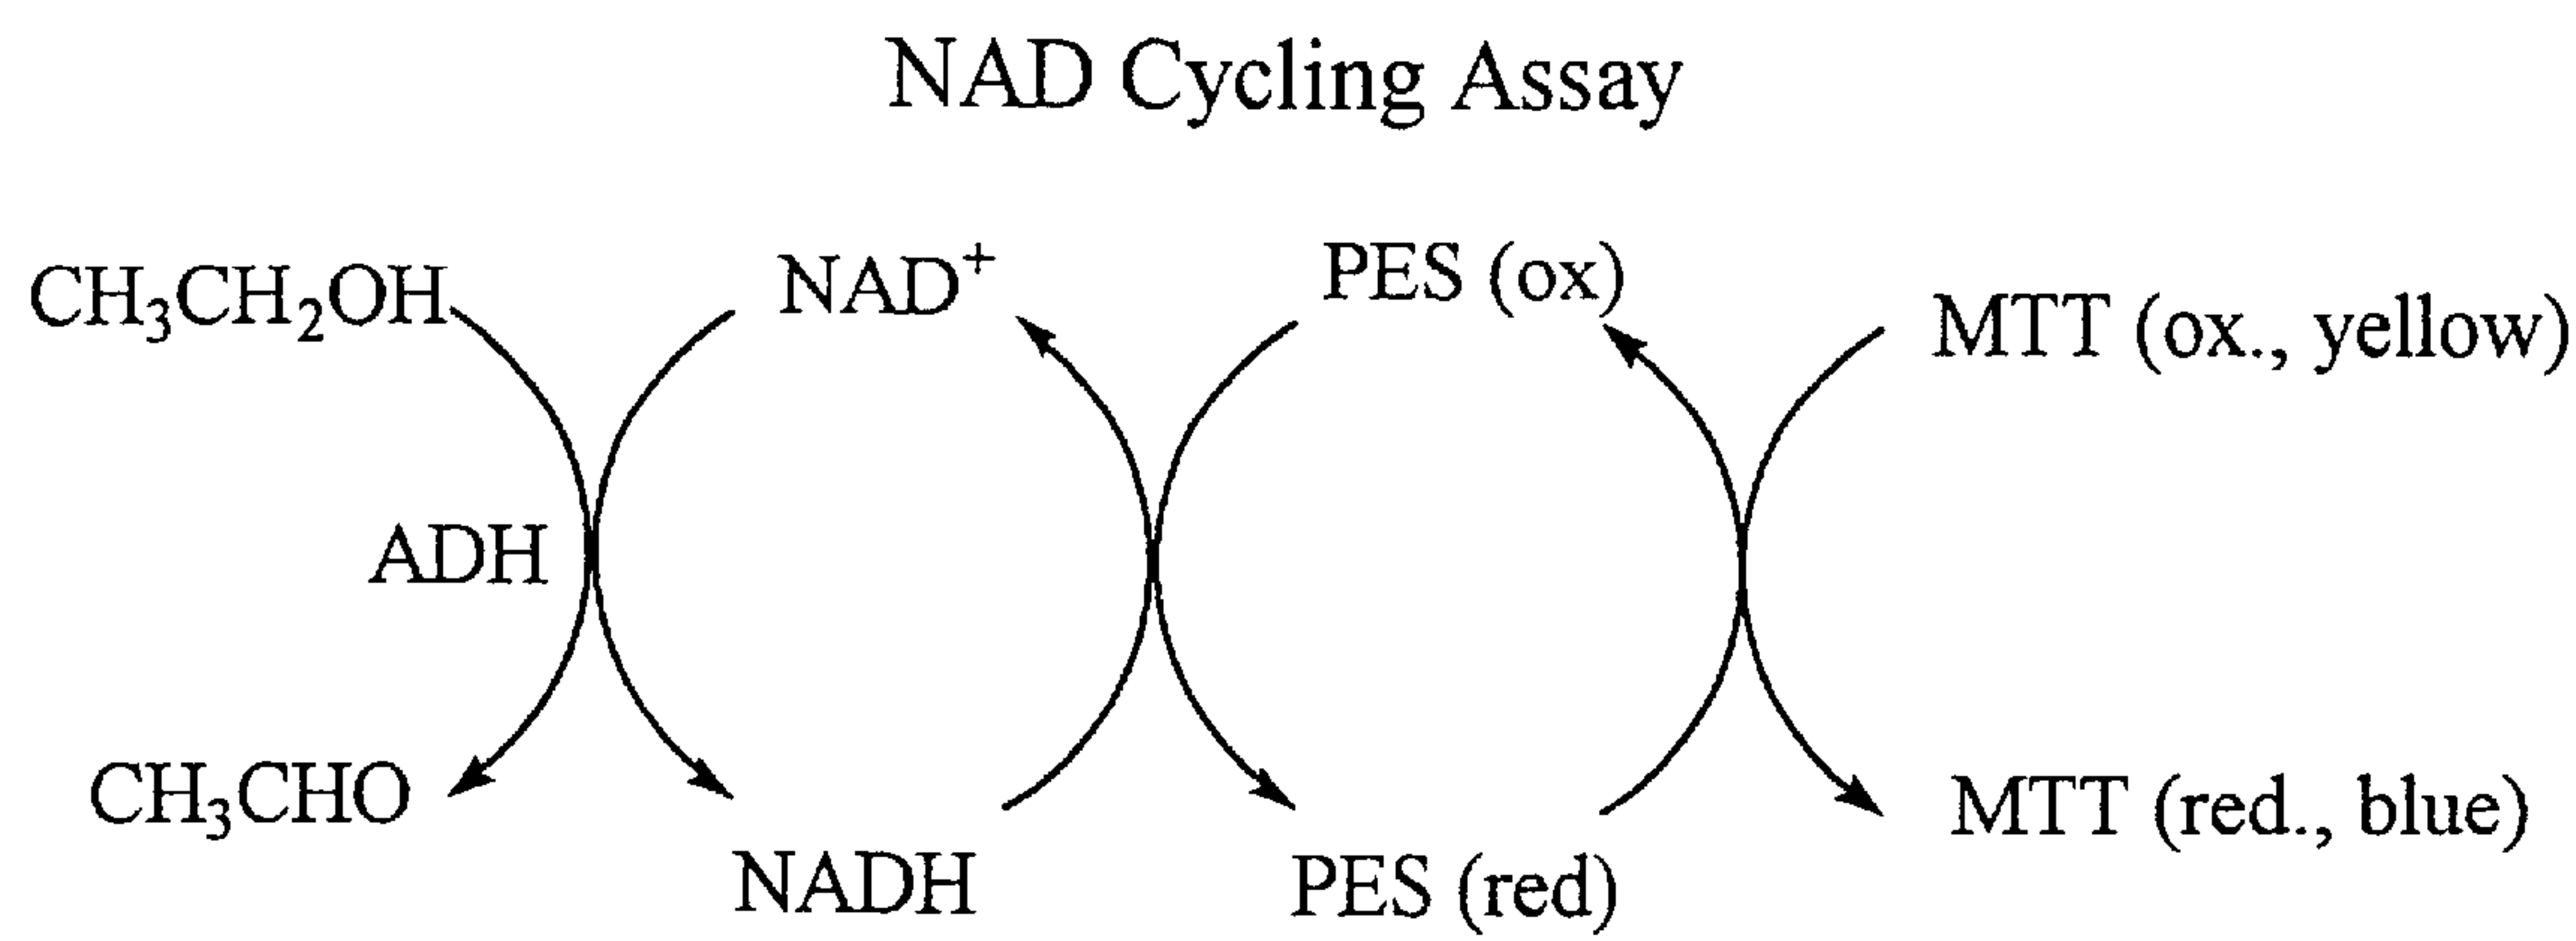 NAD Cycling Assay
CH₃CH₂OH NAD⁺ PES (ox) MTT (ox., yellow)
ADH
CH₃CHO NADH PES (red) MTT (red., blue)